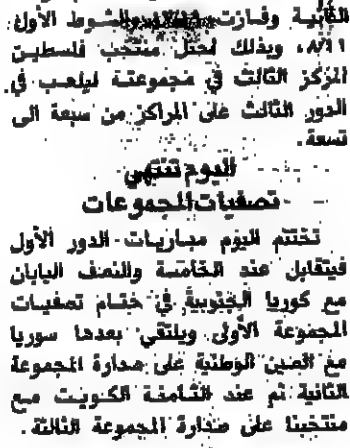 الثانية وفازت الشوط الأول
٨/١١، وبذلك تحتل منتخب فلسطين
المركز الثالث في مجموعته ليلعب في
الدور الثالث على المراكز من سبعة الى
تسعة.
اليوم تنتهي
تصفيات المجموعات
تختتم اليوم مباريات الدور الأول
فيتقابل عند الخامسة والنصف اليابان
مع كوريا الجنوبية في ختام تصفيات
المجموعة الأولى ويلتقي بعدها سوريا
مع الصين الوطنية على صدارة المجموعة
الثانية ثم عند الثامنة الكويت مع
منتخبنا على صدارة المجموعة الثالثة.